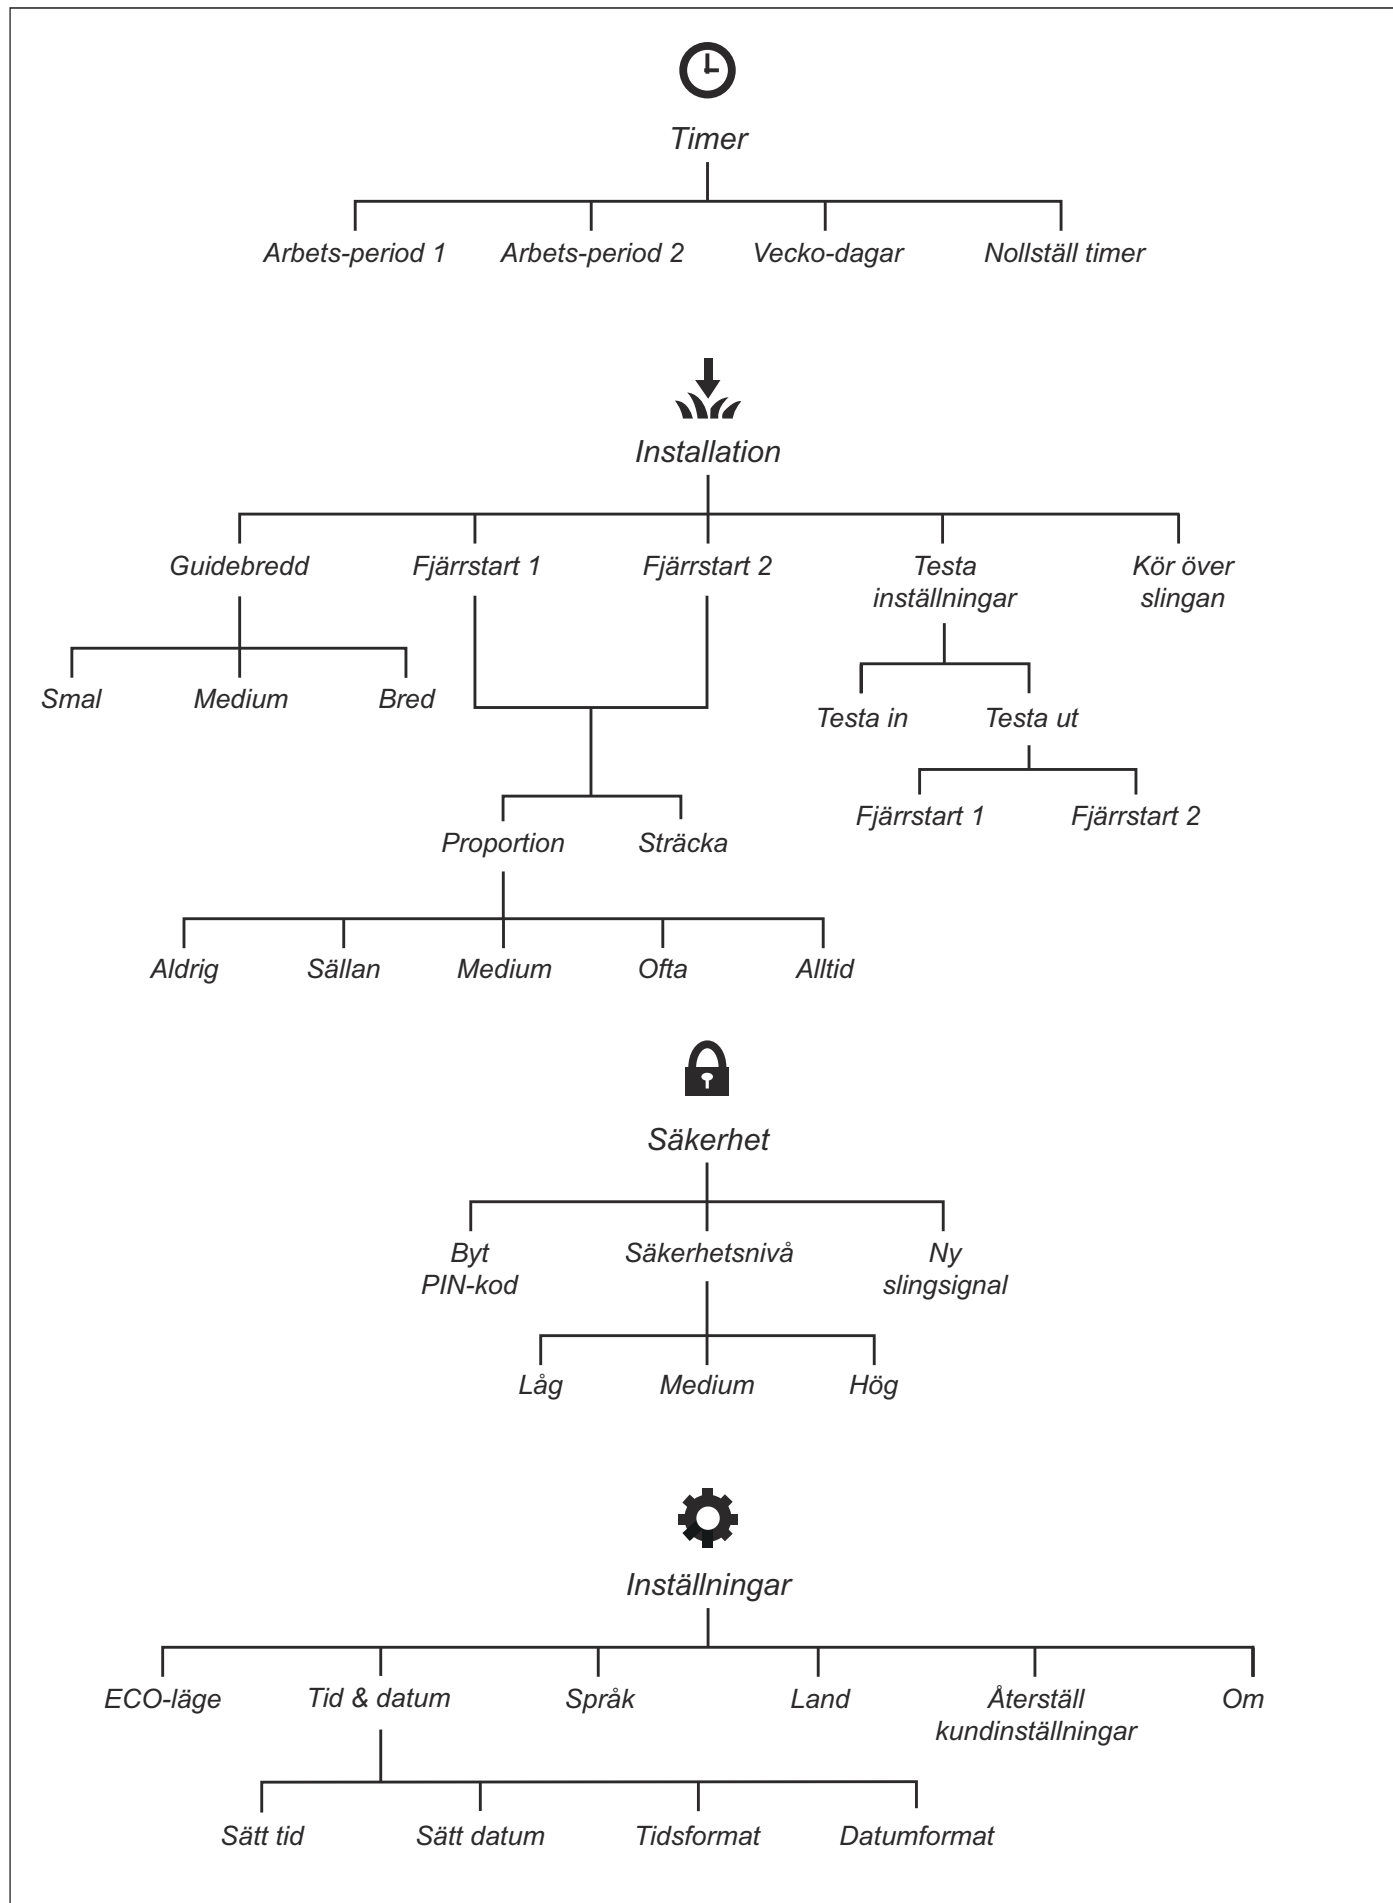 Timer
Arbets-period 1 Arbets-period 2 Vecko-dagar Nollställ timer
Installation
Guidebredd Fjärrstart 1 Fjärrstart 2 Testa Kör över
inställningar slingan
Smal Medium Bred
Testa in Testa ut
Fjärrstart 1 Fjärrstart 2
Proportion Sträcka
Aldrig Sällan Medium Ofta Alltid
Säkerhet
Byt Säkerhetsnivå Ny
PIN-kod slingsignal
Låg Medium Hög
Inställningar
ECO-läge Tid & datum Språk Land Återställ Om
kundinställningar
Sätt tid Sätt datum Tidsformat Datumformat